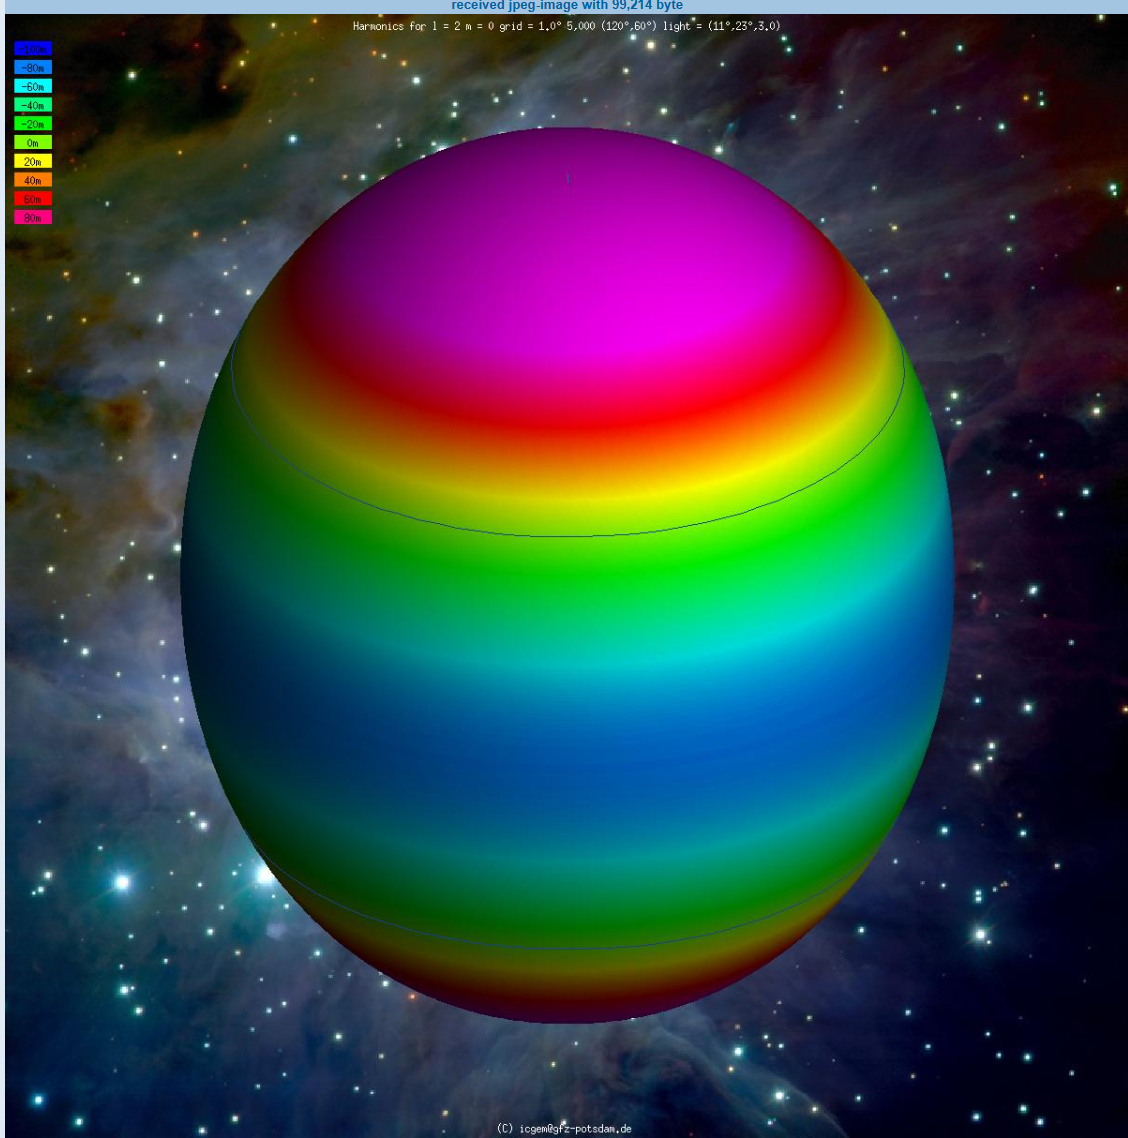 received jpeg-image with 99,214 byte
Harmonics for l = 2 m = 0 grid = 1.0° 5,000 (120°,60°) light = (11°,23°,3.0)
-100m
-80m
-60m
-40m
-20m
0m
20m
40m
60m
80m
(C) icgem@gfz-potsdam.de